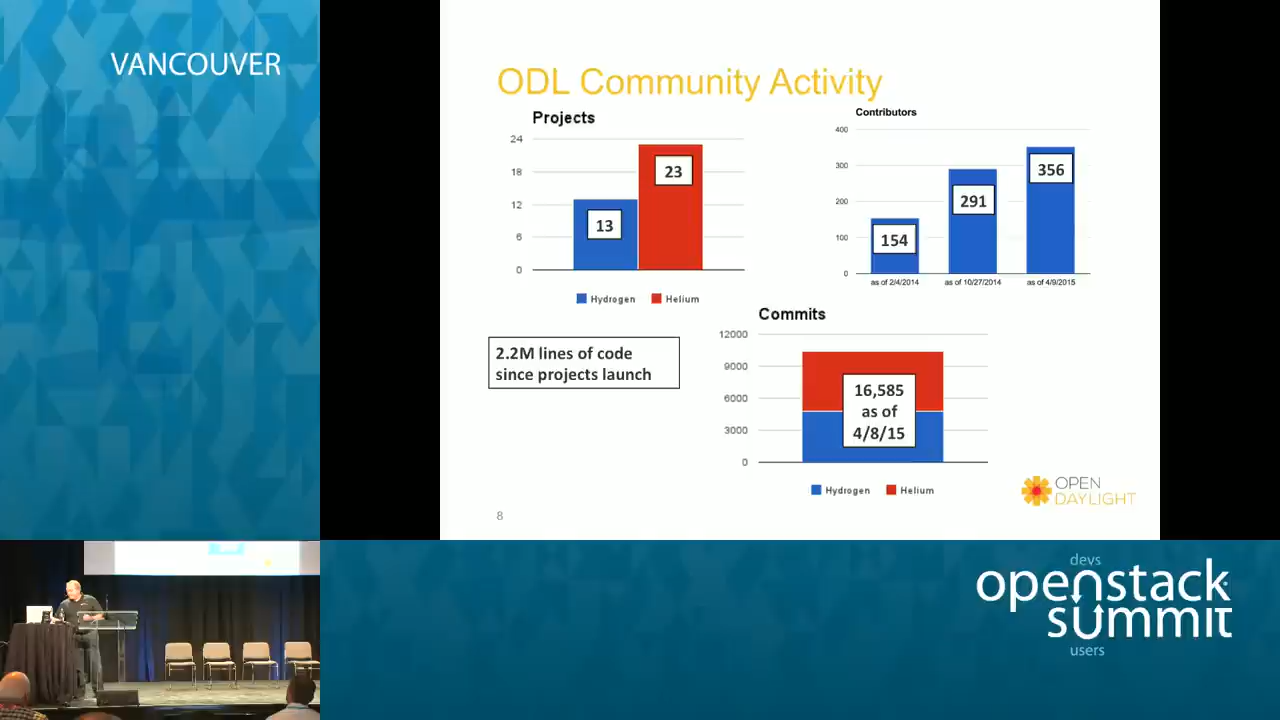 VANCOUVER
ODL Community Activity
Projects
24
18
12
6
0
13
23
Hydrogen
Helium
Contributors
400
300
200
100
0
154
291
356
as of 2/4/2014
as of 10/27/2014
as of 4/9/2015
2.2M lines of code
since projects launch
Commits
12000
9000
6000
3000
0
16,585
as of
4/8/15
Hydrogen
Helium
OPEN
DAYLIGHT
8
devs
openstack
summit
users